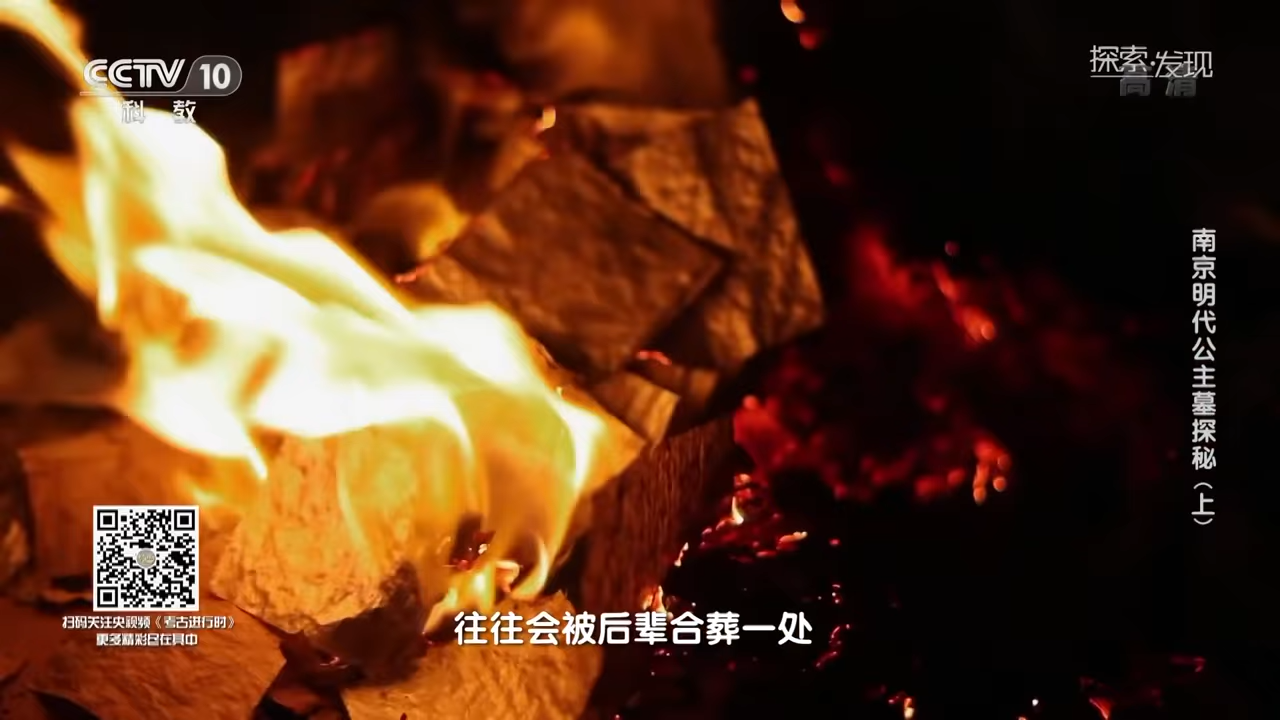 CCTV 10
科 教
探索·发现
高清
南京明代公主墓探秘（上）
扫码关注央视频《考古进行时》
更多精彩尽在其中
往往会被后辈合葬一处